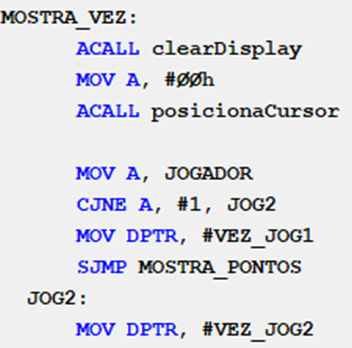 MOSTRA_VEZ:
ACALL clearDisplay
MOV A, #00h
ACALL posicionaCursor
MOV A, JOGADOR
CJNE A, #1, JOG2
MOV DPTR, #VEZ_JOG1
SJMP MOSTRA_PONTOS
JOG2:
MOV DPTR, #VEZ_JOG2